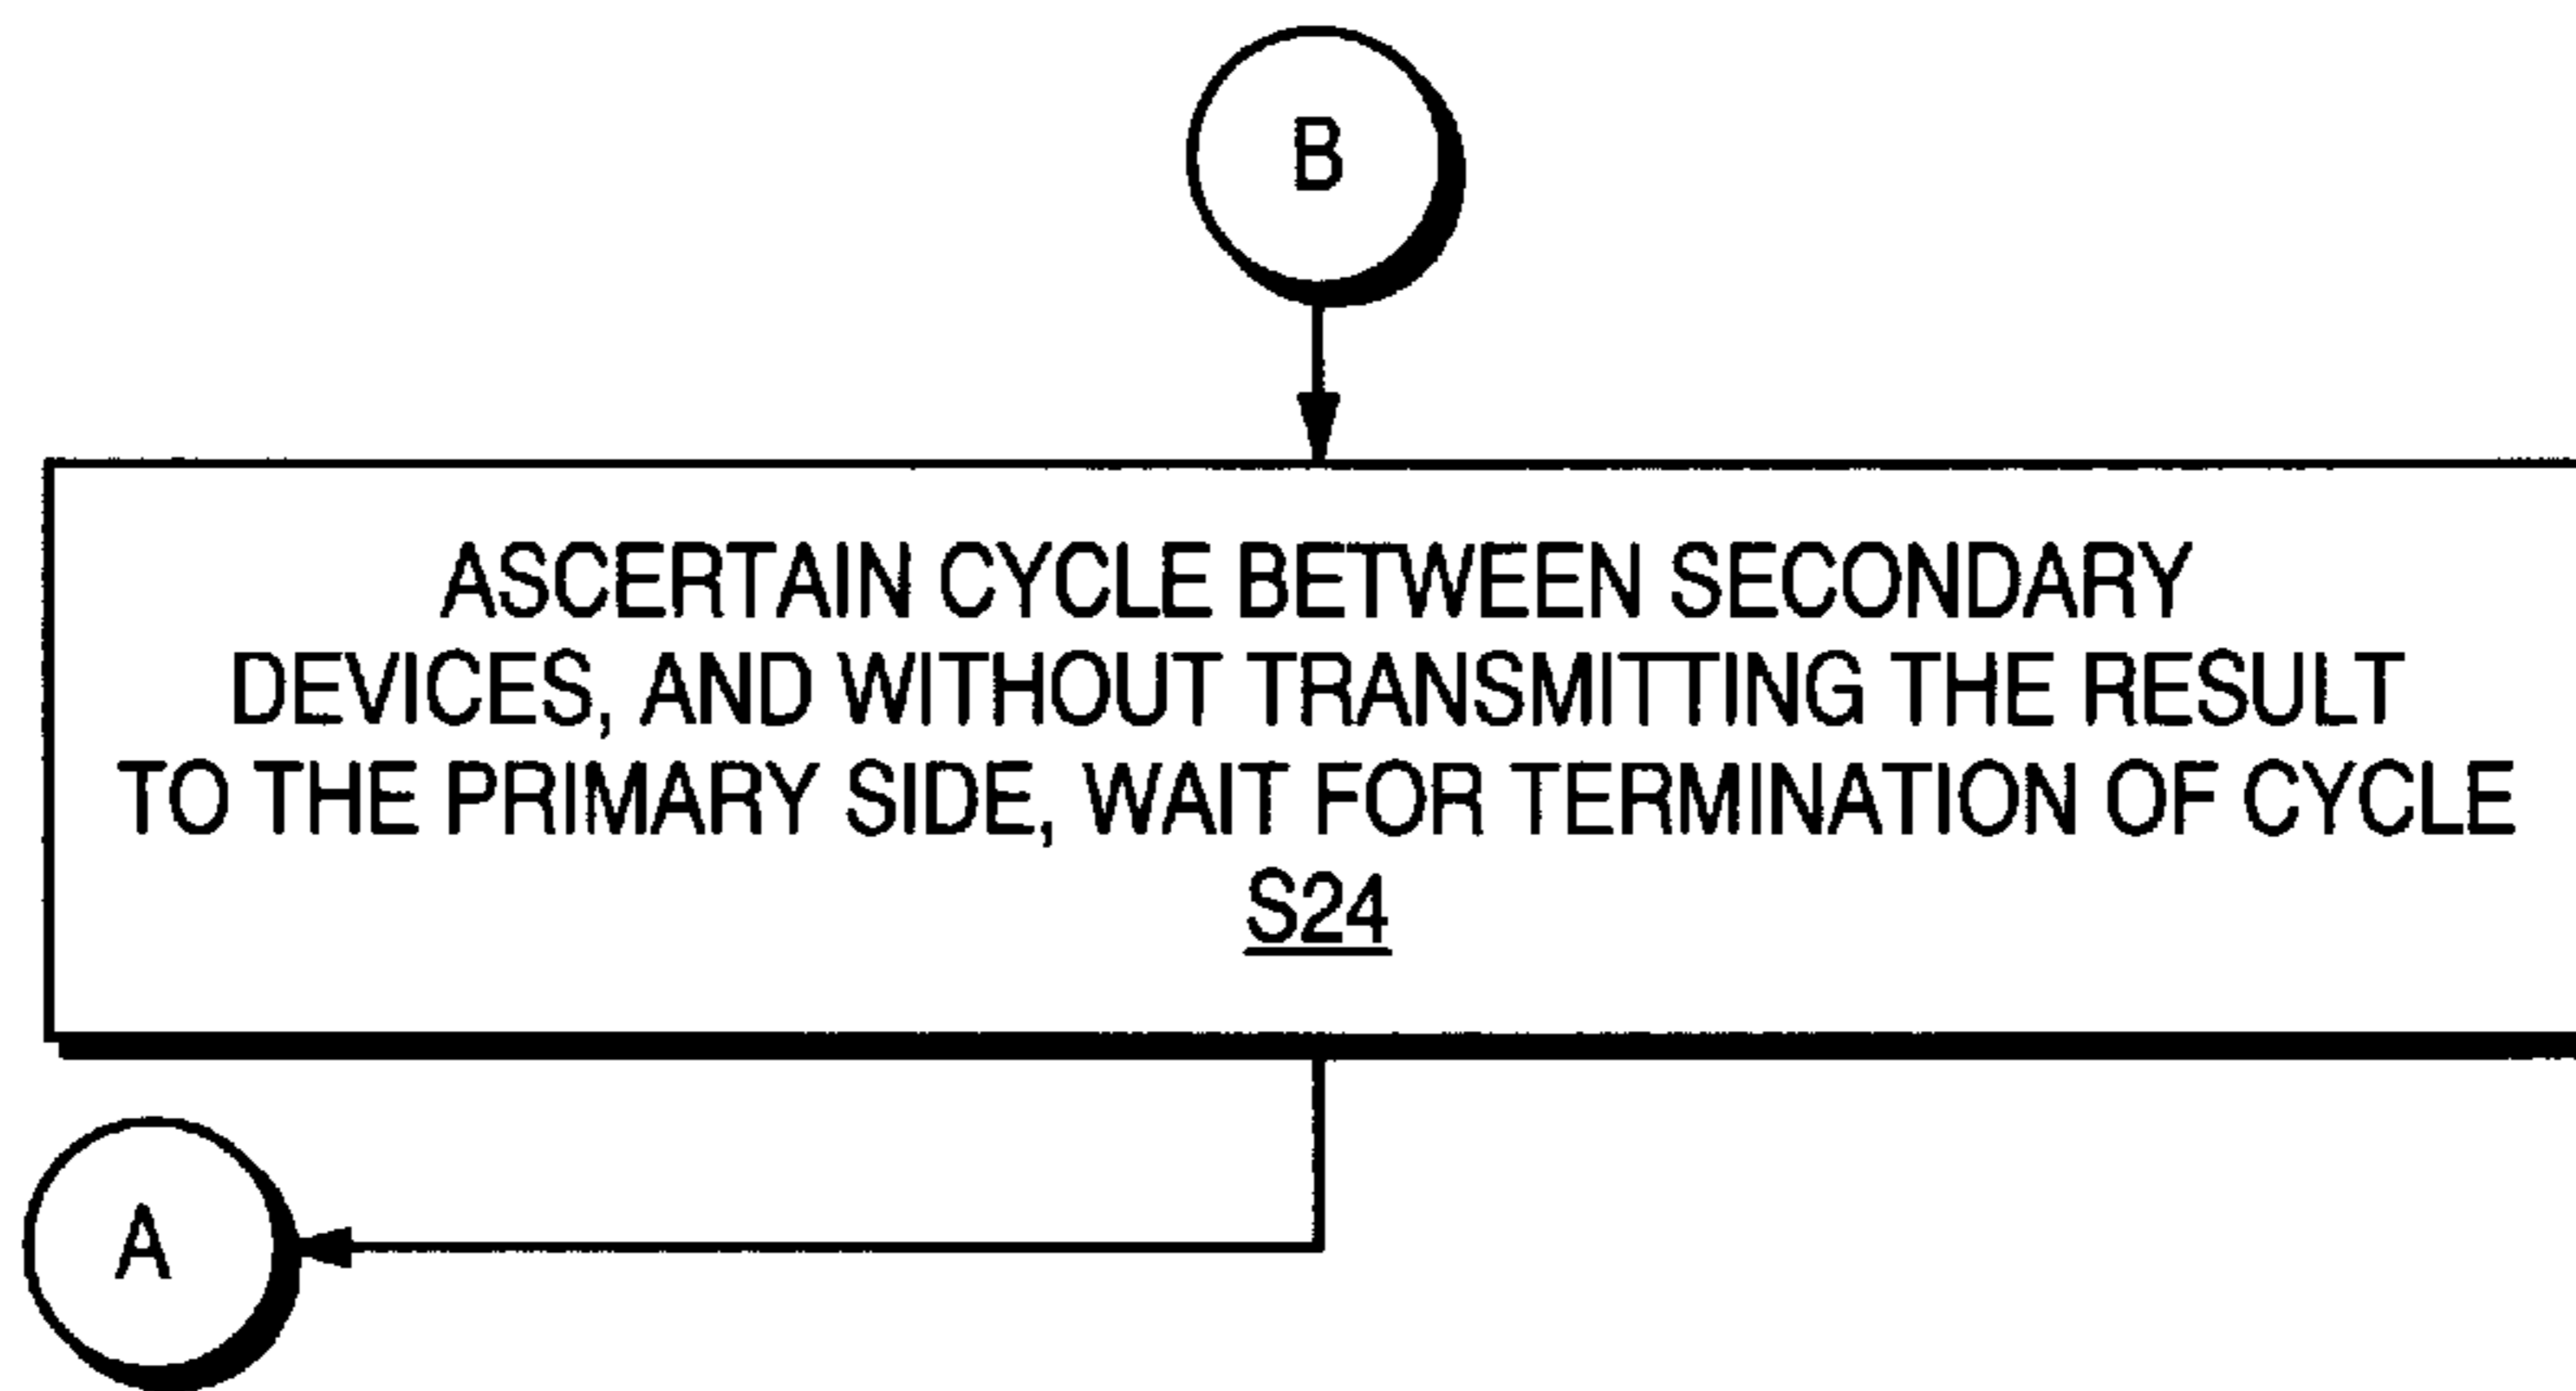 B
ASCERTAIN CYCLE BETWEEN SECONDARY
DEVICES, AND WITHOUT TRANSMITTING THE RESULT
TO THE PRIMARY SIDE, WAIT FOR TERMINATION OF CYCLE
S24
A